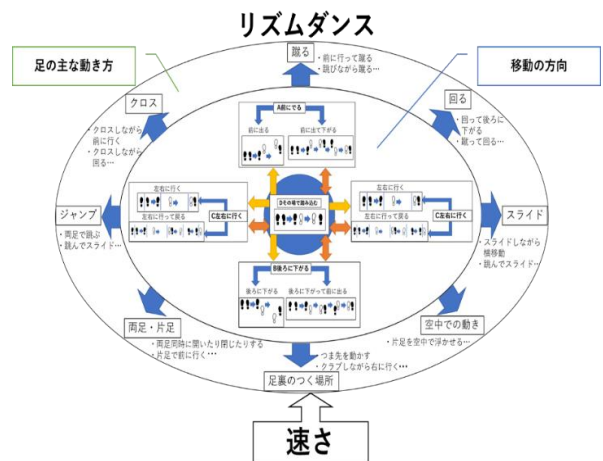 リズムダンス
足の主な動き方
移動の方向
蹴る
・前に行って蹴る
・跳びながら蹴る…
クロス
・クロスしながら
前に行く
・クロスしながら
回る…
回る
・回って後ろに
下がる
・蹴って回る…
A前にでる
前に出る
前に出て下がる
左右に行く
左右に行って戻る
C左右に行く
Dその場で踏み込む
左右に行く
左右に行って戻る
C左右に行く
ジャンプ
・両足で跳ぶ
・跳んでスライド…
スライド
・スライドしながら
横移動
・跳んでスライド…
B後ろに下がる
後ろに下がる
後ろに下がって前に出る
両足・片足
・両足同時に開いたり閉じたりする
・片足で前に行く・・・
空中での動き
・片足を空中で浮かせる…
・つま先を動かす
・クラブしながら右に行く・・・
足裏のつく場所
速さ